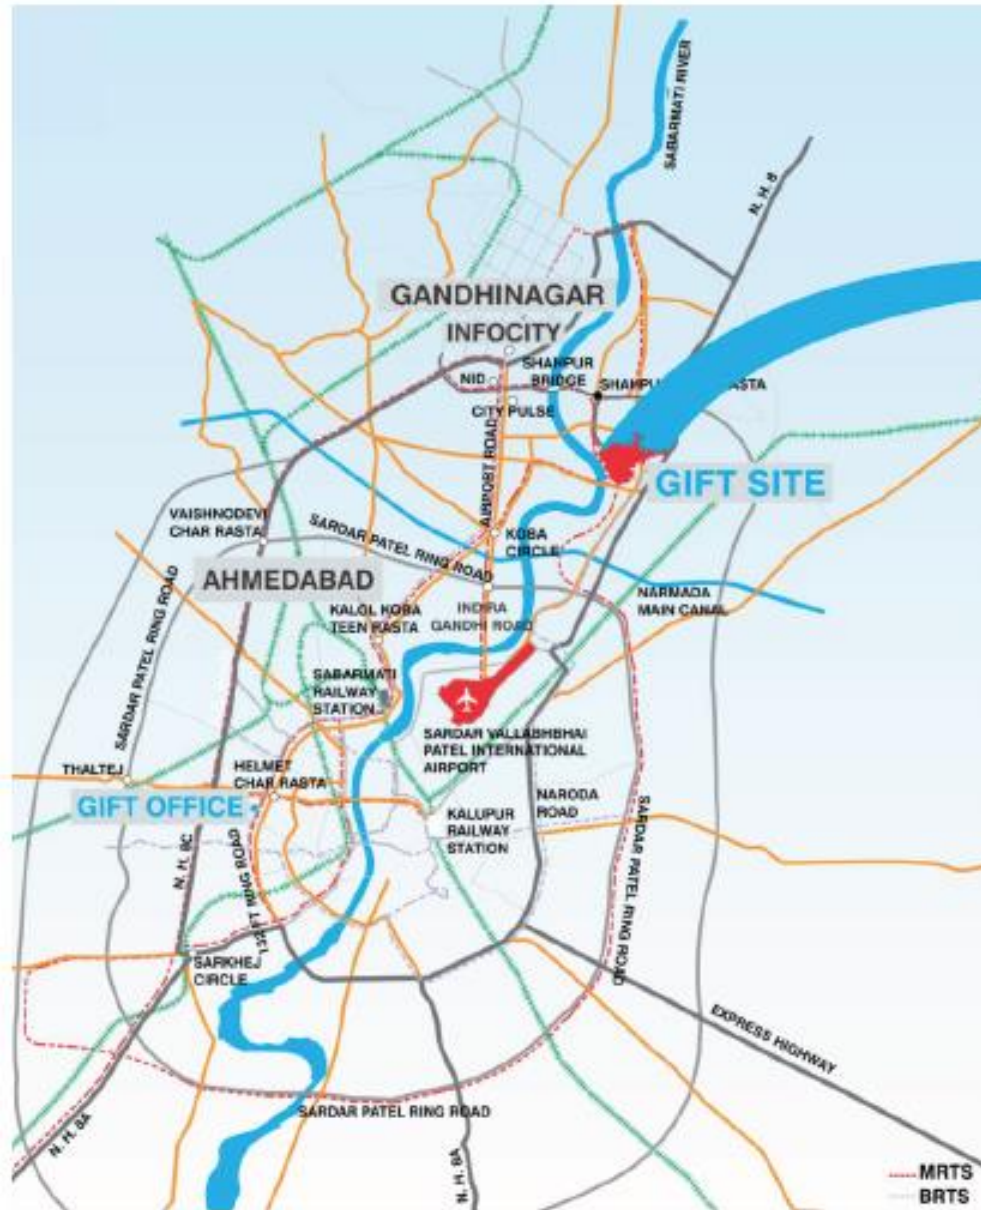 SABARMATI RIVER
N. H. 8
GANDHINAGAR
INFOCITY
SHAHPUR
BRIDGE
NID
CITY PULSE
AIRPORT ROAD
GIFT SITE
VAISHNODEVI
CHAR RASTA
SARDAR PATEL RING ROAD
KOBA
CIRCLE
AHMEDABAD
KALOL KOBA
TEEN RASTA
INDIRA
GANDHI ROAD
NARMADA
MAIN CANAL
SARDAR PATEL RING ROAD
SABARMATI
RAILWAY
STATION
SARDAR VALLABHBHAI
PATEL INTERNATIONAL
AIRPORT
THALTEJ
HELMET
CHAR RASTA
GIFT OFFICE
KALUPUR
RAILWAY
STATION
NARODA
ROAD
SARDAR PATEL RING ROAD
N. H. 8C
132 FT RING ROAD
SARKHEJ
CIRCLE
EXPRESS HIGHWAY
SARDAR PATEL RING ROAD
N. H. 8A
N. H. 8A
MRTS
BRTS